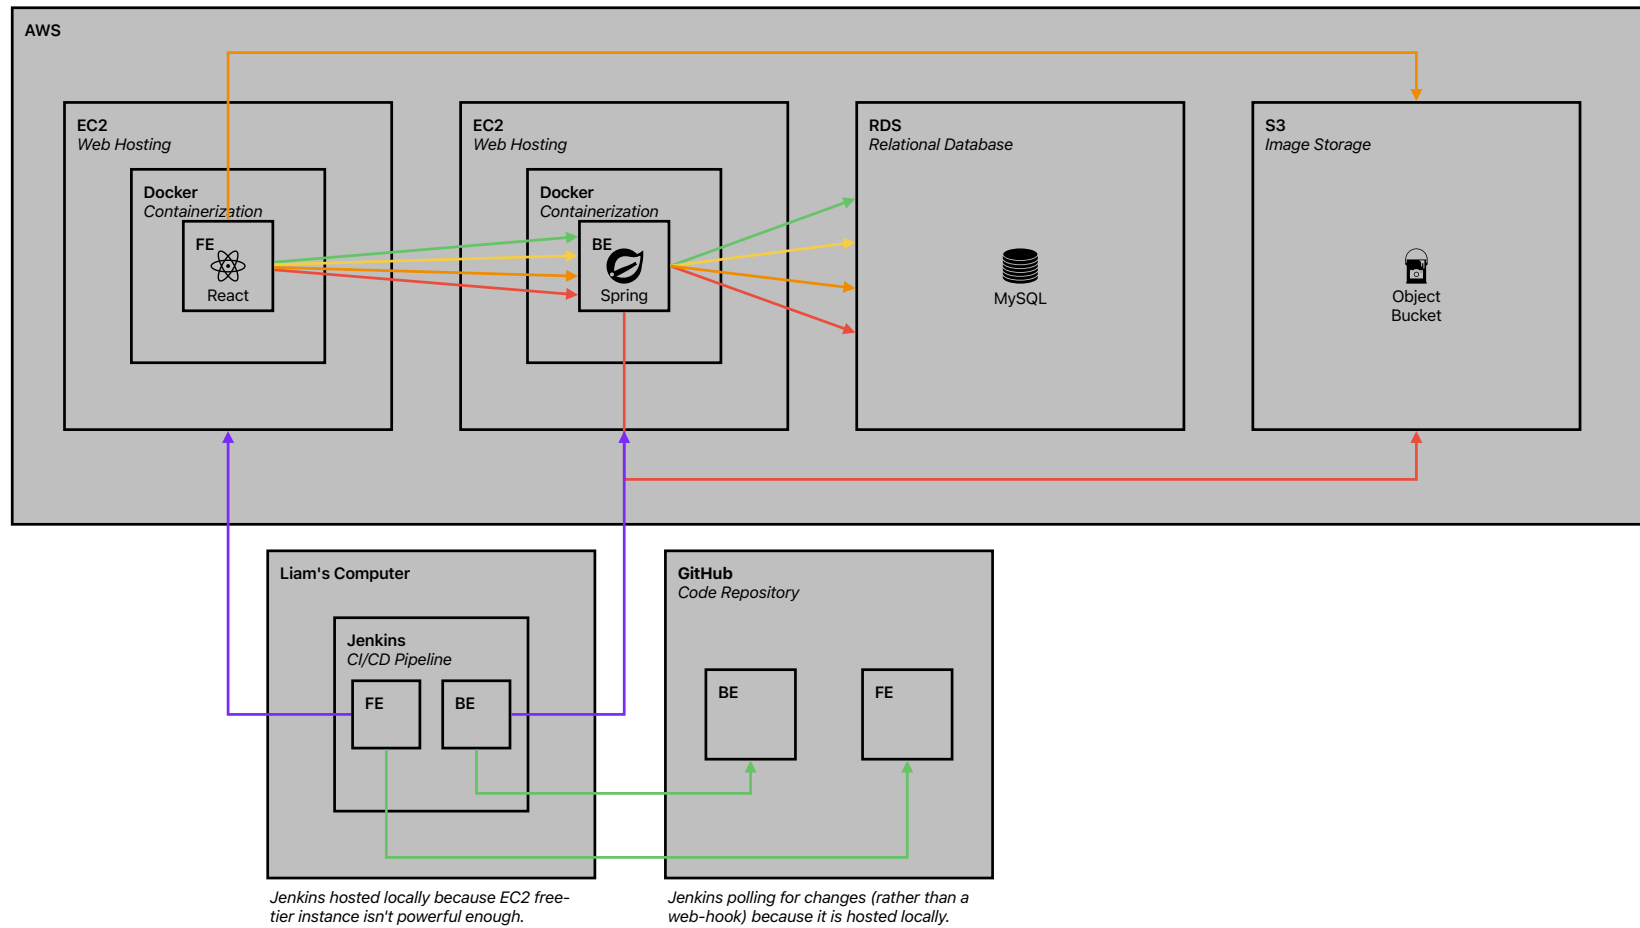 AWS
EC2
Web Hosting
Docker
Containerization
FE
React
EC2
Web Hosting
Docker
Containerization
BE
Spring
RDS
Relational Database
MySQL
S3
Image Storage
Object
Bucket
Liam's Computer
Jenkins
CI/CD Pipeline
FE
BE
GitHub
Code Repository
BE
FE
Jenkins hosted locally because EC2 free-
tier instance isn't powerful enough.
Jenkins polling for changes (rather than a
web-hook) because it is hosted locally.